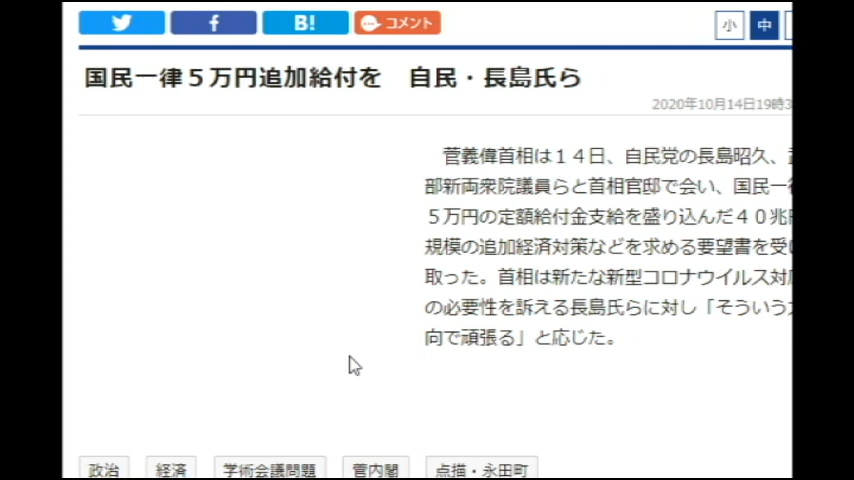 B!
コメント
小 中
国民一律５万円追加給付を　自民・長島氏ら
2020年10月14日19時3
菅義偉首相は１４日、自民党の長島昭久、
部新両衆院議員らと首相官邸で会い、国民一
５万円の定額給付金支給を盛り込んだ４０兆
規模の追加経済対策などを求める要望書を受
取った。首相は新たな新型コロナウイルス対
の必要性を訴える長島氏らに対し「そういう
向で頑張る」と応じた。
政治 経済 学術会議問題 菅内閣 点描・永田町